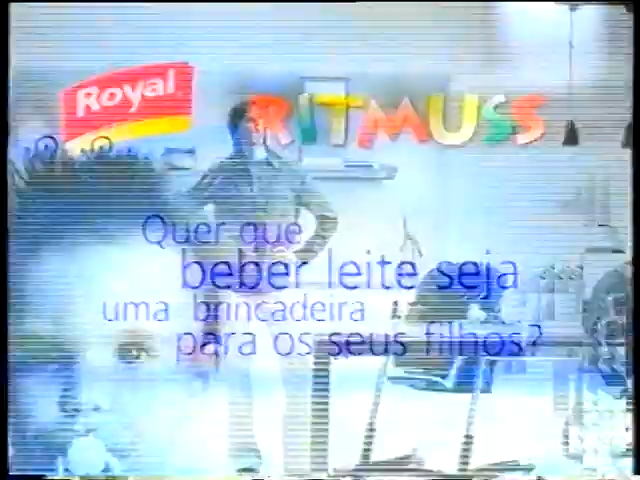 Royal
RITMUSS
Quer que
beber leite seja
uma brincadeira
para os seus filhos?